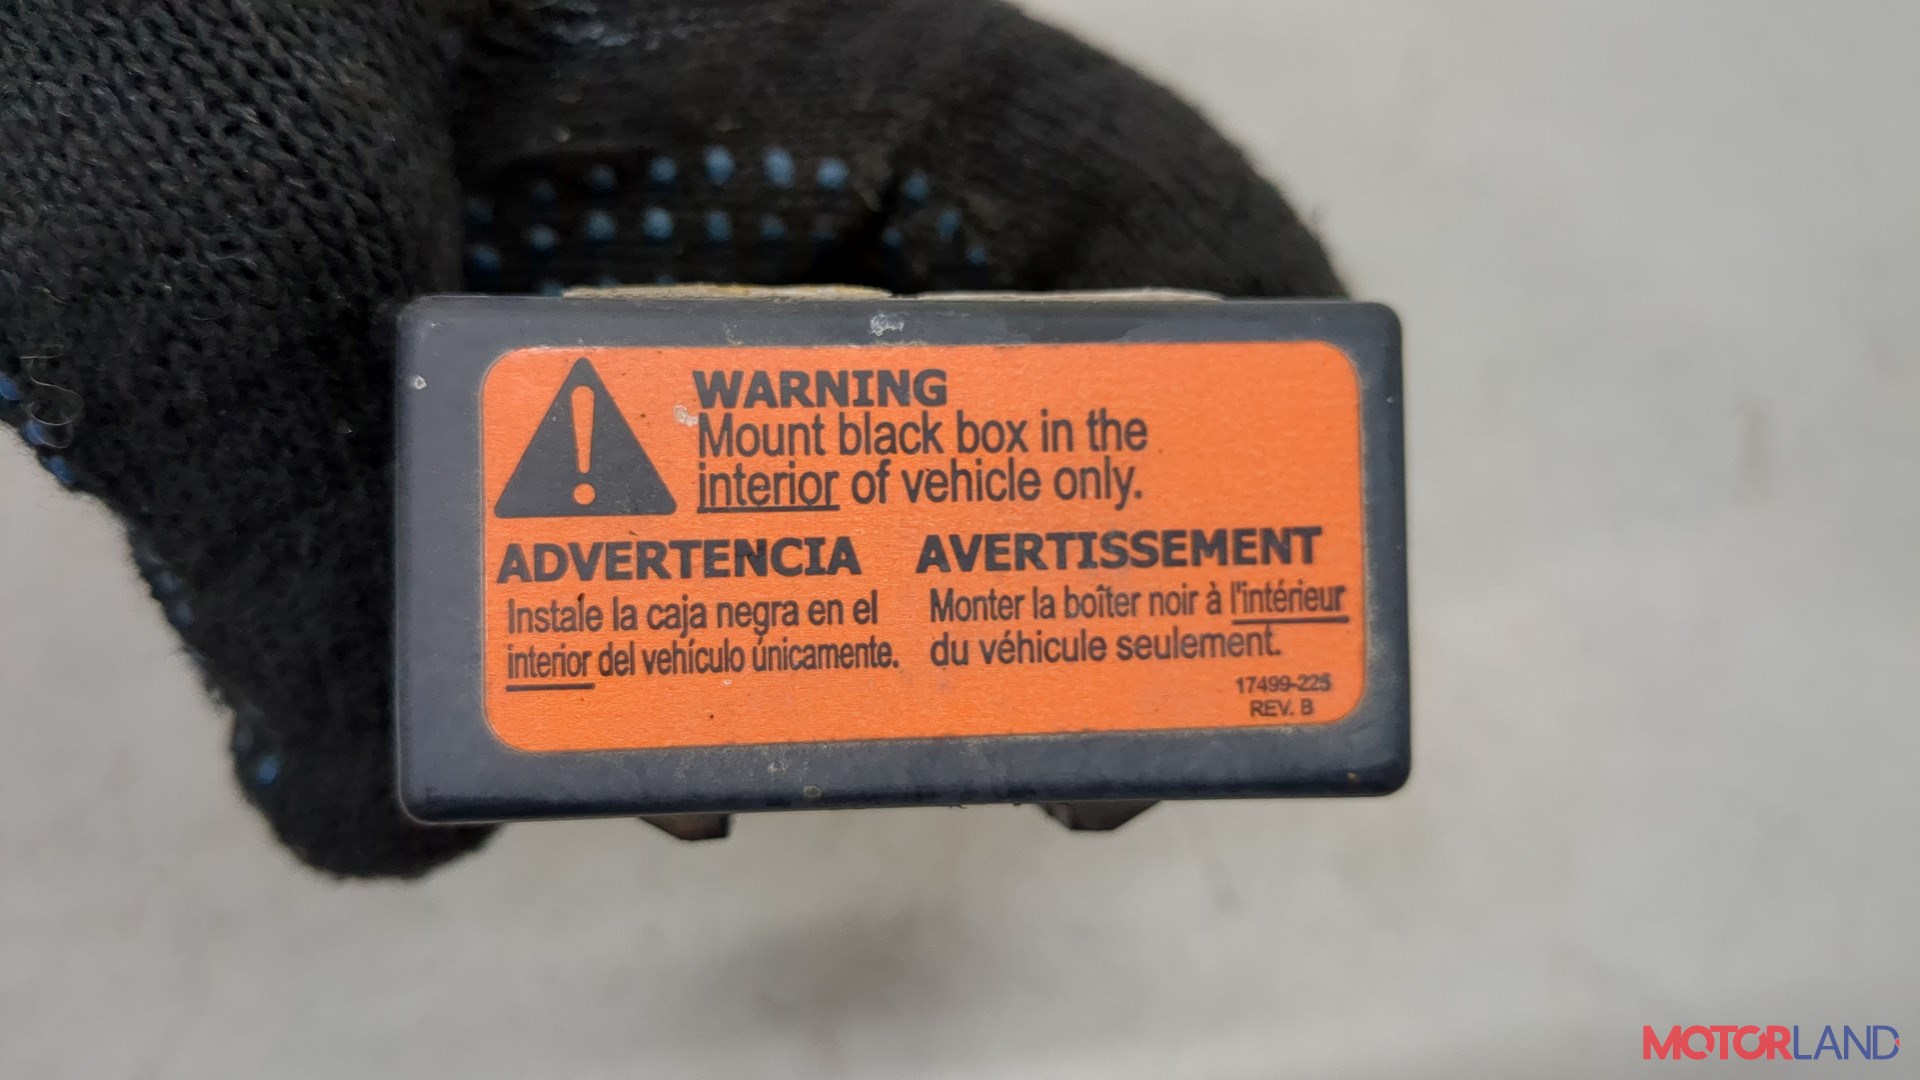 WARNING
Mount black box in the
interior of vehicle only.
ADVERTENCIA
Instale la caja negra en el
interior del vehículo únicamente.
AVERTISSEMENT
Monter la boîter noir à l'intérieur
du véhicule seulement.
17499-225
REV. B
MOTORLAND